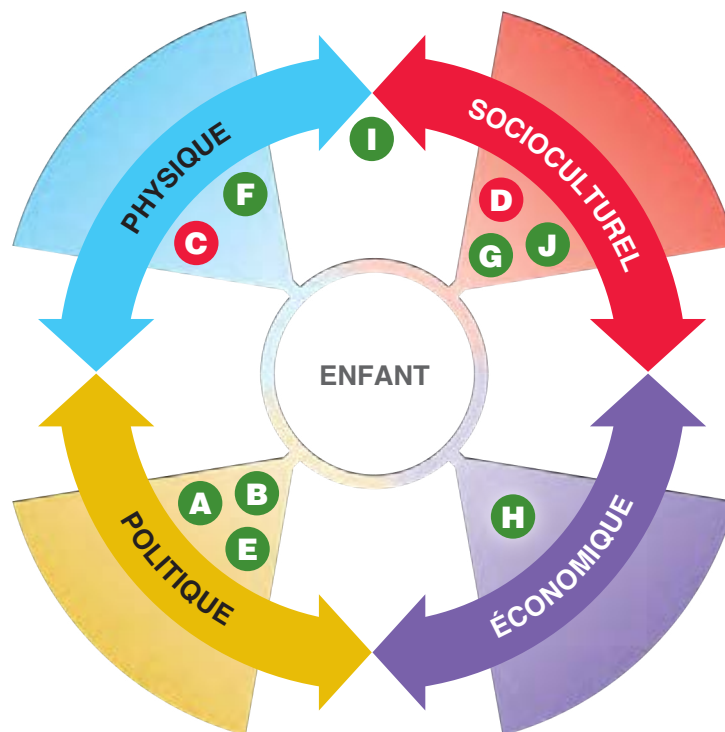 PHYSIQUE
SOCIOCULTUREL
I
F
D
C
G
J
ENFANT
A
B
H
E
POLITIQUE
ÉCONOMIQUE